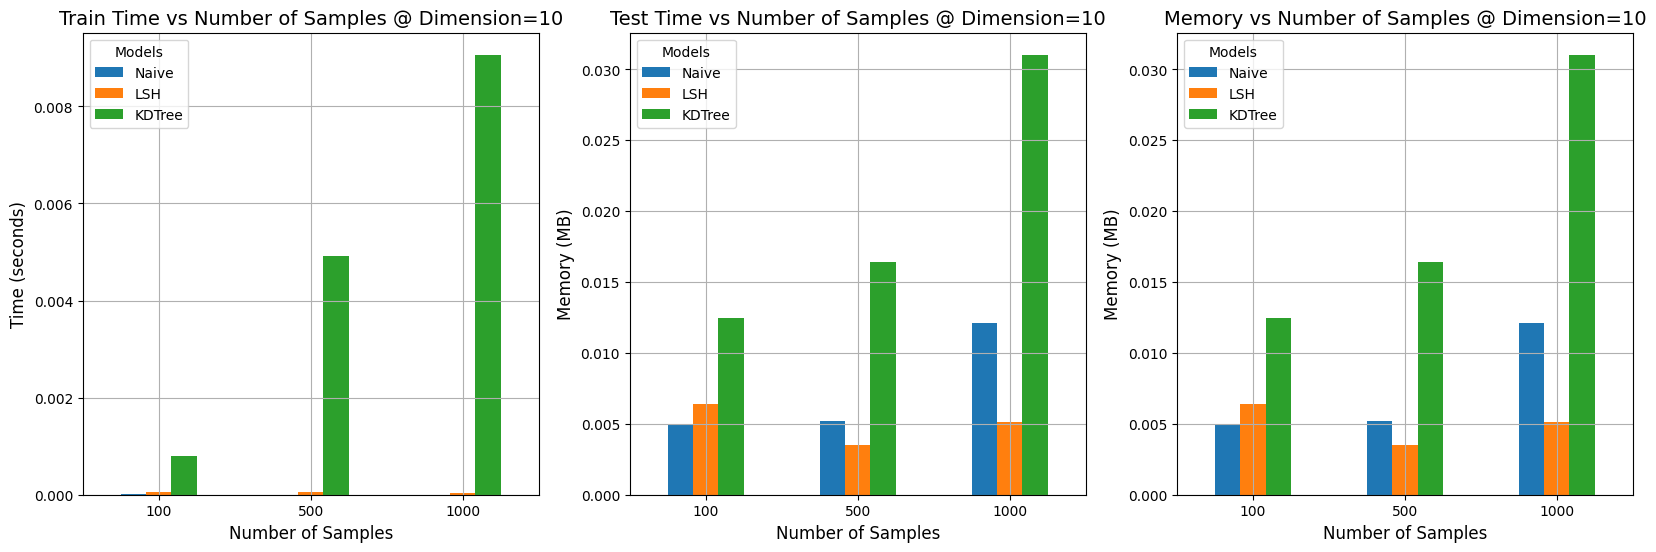 Train Time vs Number of Samples @ Dimension=10
Models
Naive
LSH
KDTree
Time (seconds)
0.008
0.006
0.004
0.002
0.000
100
500
1000
Number of Samples
Test Time vs Number of Samples @ Dimension=10
Models
Naive
LSH
KDTree
Memory (MB)
0.030
0.025
0.020
0.015
0.010
0.005
0.000
100
500
1000
Number of Samples
Memory vs Number of Samples @ Dimension=10
Models
Naive
LSH
KDTree
Memory (MB)
0.030
0.025
0.020
0.015
0.010
0.005
0.000
100
500
1000
Number of Samples